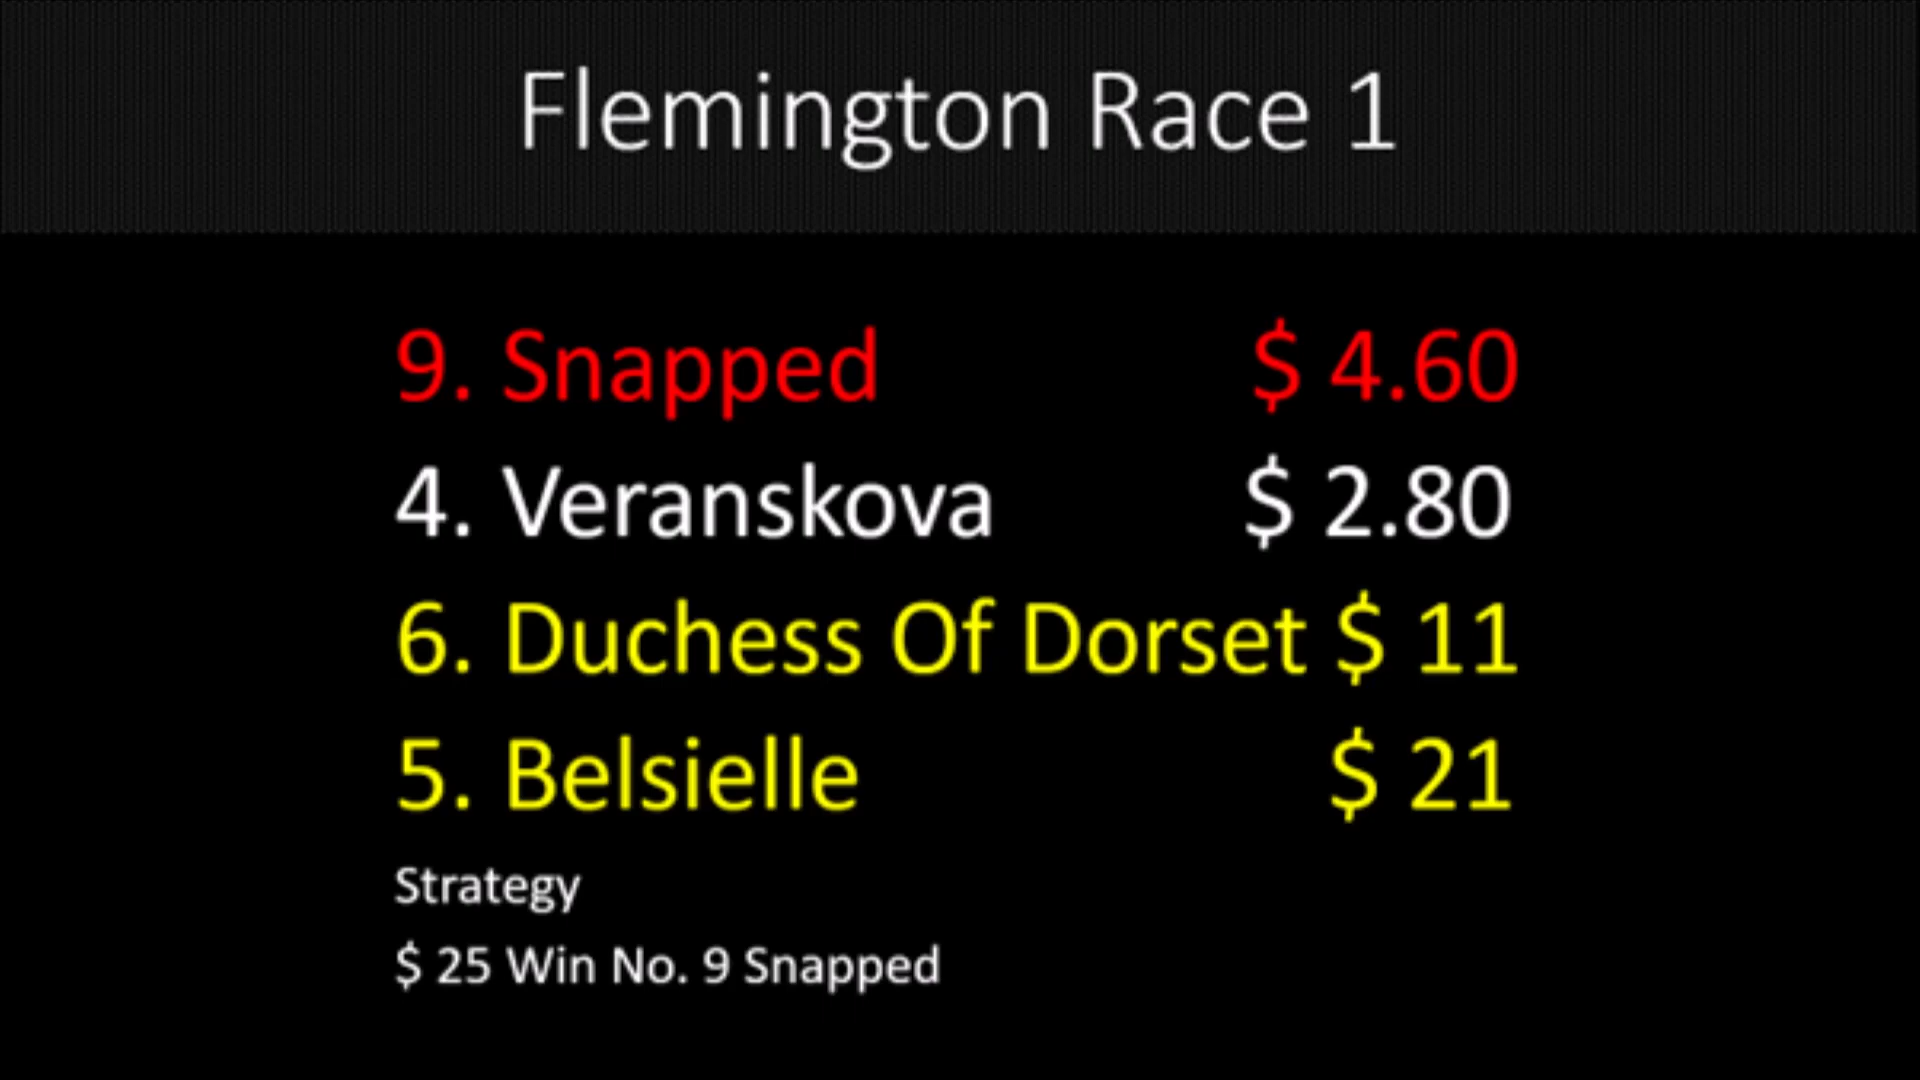 Flemington Race 1
9. Snapped $ 4.60
4. Veranskova $ 2.80
6. Duchess Of Dorset $ 11
5. Belsielle $ 21
Strategy
$ 25 Win No. 9 Snapped